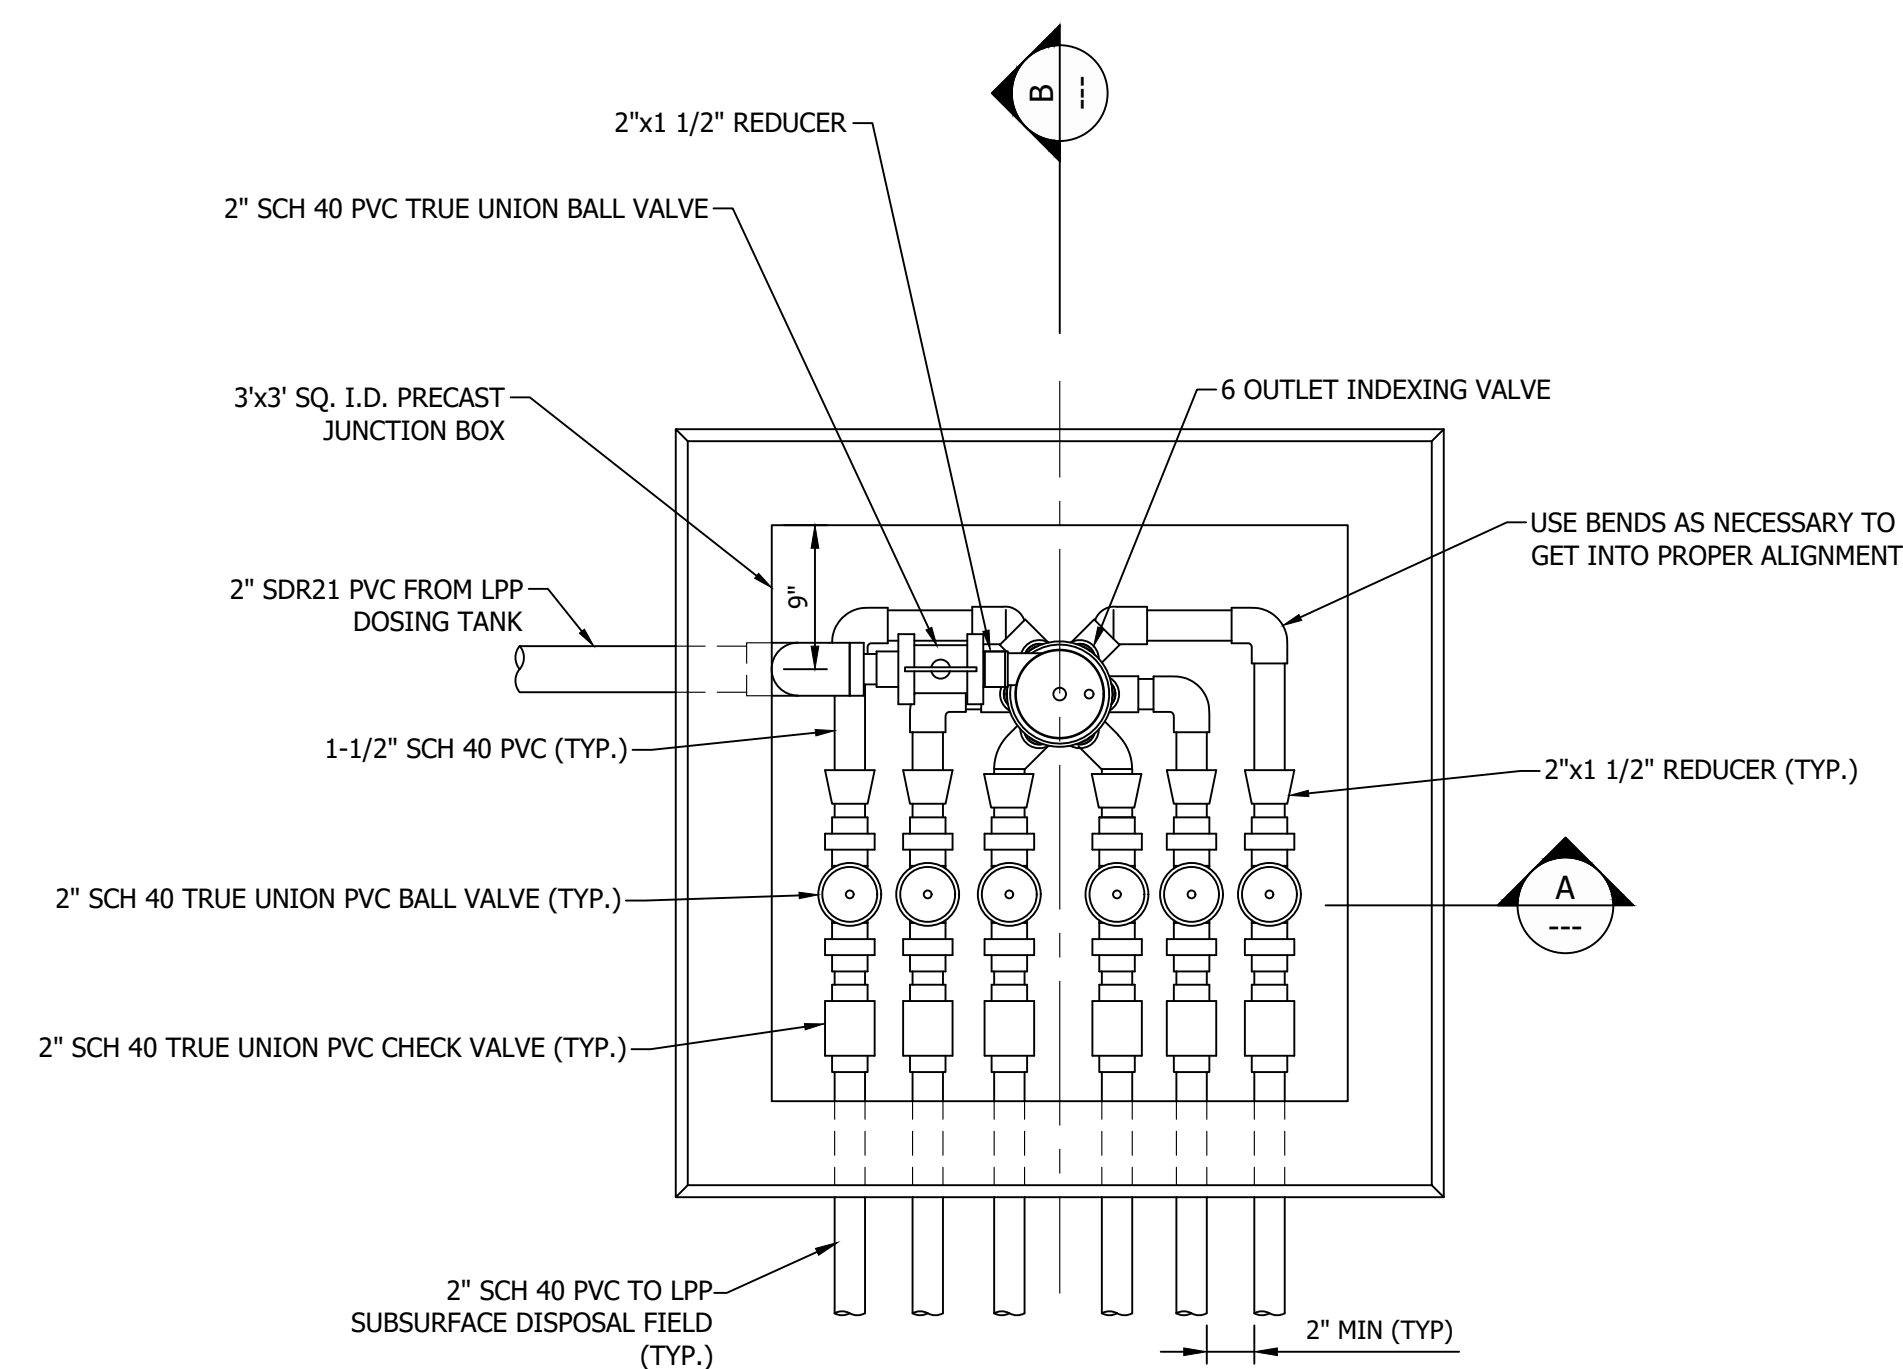 B
---
2"x1 1/2" REDUCER
2" SCH 40 PVC TRUE UNION BALL VALVE
3'x3' SQ. I.D. PRECAST
JUNCTION BOX
6 OUTLET INDEXING VALVE
USE BENDS AS NECESSARY TO
GET INTO PROPER ALIGNMENT
9"
2" SDR21 PVC FROM LPP
DOSING TANK
1-1/2" SCH 40 PVC (TYP.)
2"x1 1/2" REDUCER (TYP.)
2" SCH 40 TRUE UNION PVC BALL VALVE (TYP.)
A
---
2" SCH 40 TRUE UNION PVC CHECK VALVE (TYP.)
2" SCH 40 PVC TO LPP
SUBSURFACE DISPOSAL FIELD
(TYP.)
2" MIN (TYP)